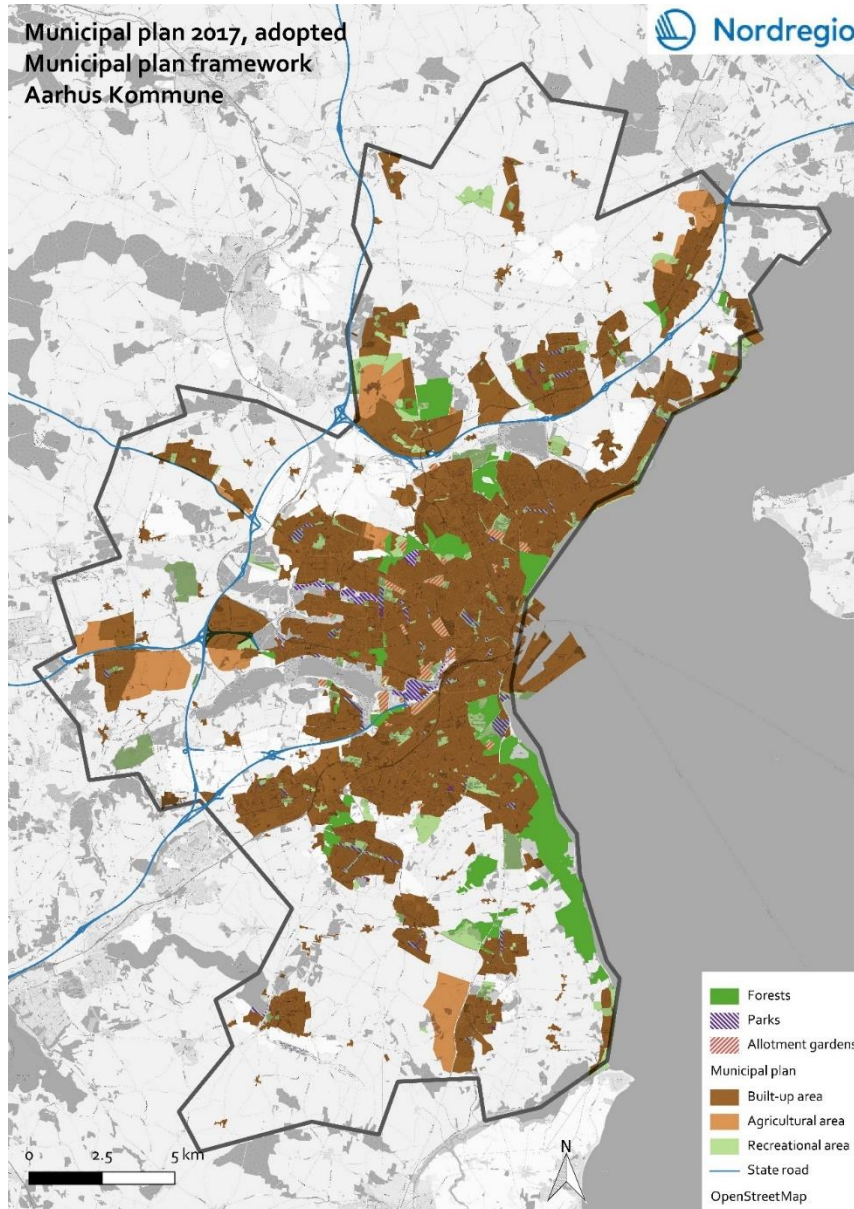 Municipal plan 2017, adopted
Municipal plan framework
Aarhus Kommune
Nordregio
Forests
Parks
Allotment gardens
Municipal plan
Built-up area
Agricultural area
Recreational area
State road
OpenStreetMap
N
0 2.5 5 km